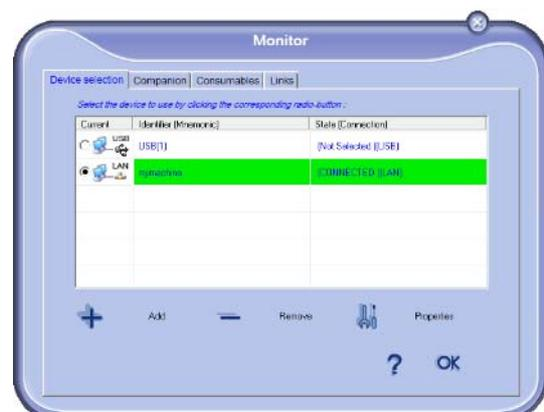 Monitor
Device selection Companion Consumables Links
Select the device to use by clicking the corresponding radio-button :
Current Identifier (Mnemonic) State (Connection)
USB USB(1) (Not Selected )(USB)
LAN mymachine (CONNECTED )(LAN)
Add Remove Properties
? OK